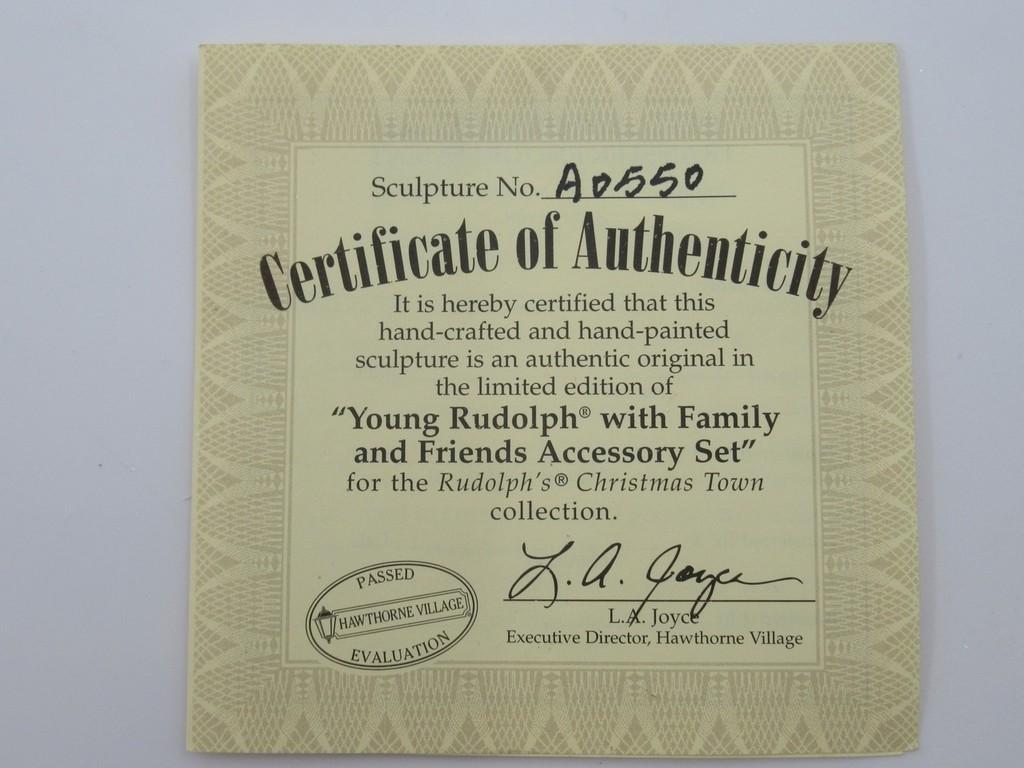 Sculpture No. A0550
Certificate of Authenticity
It is hereby certified that this
hand-crafted and hand-painted
sculpture is an authentic original in
the limited edition of
“Young Rudolph® with Family
and Friends Accessory Set”
for the Rudolph's® Christmas Town
collection.
PASSED
HAWTHORNE VILLAGE
EVALUATION
L. A. Joyce
L.A. Joyce
Executive Director, Hawthorne Village